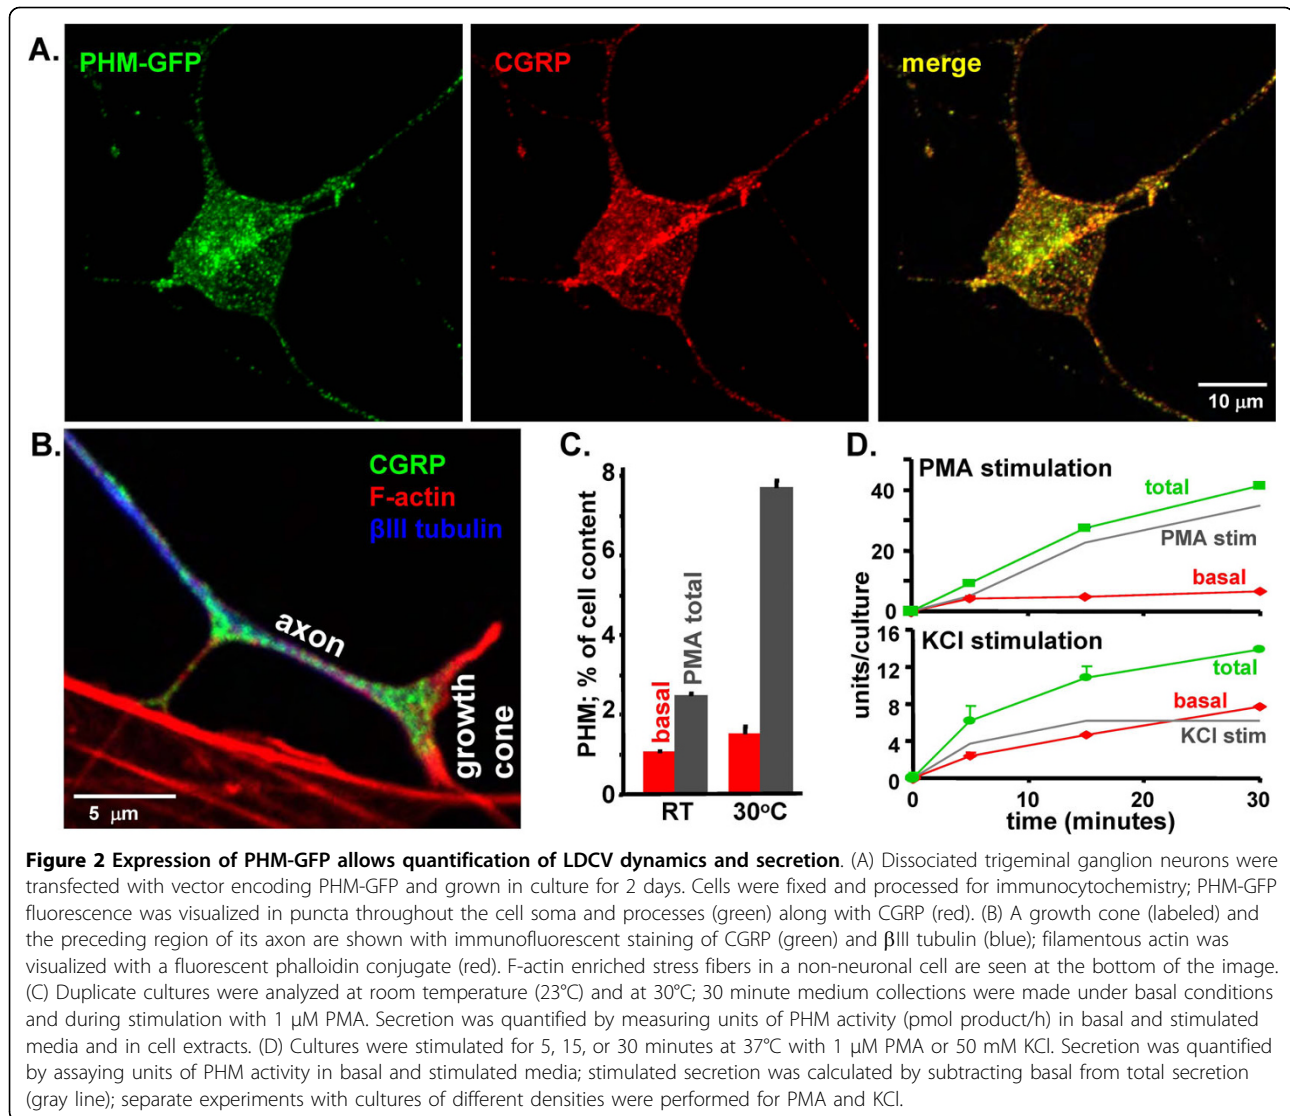 A.
PHM-GFP
CGRP
merge
10 μm
B.
CGRP
F-actin
βIII tubulin
axon
growth
cone
5 μm
C.
PHM; % of cell content
8
7
6
4
2
0
basal
PMA total
RT
30°C
D.
PMA stimulation
units/culture
40
20
0
total
PMA stim
basal
KCl stimulation
16
12
8
4
0
total
basal
KCl stim
0
10
20
30
time (minutes)
Figure 2 Expression of PHM-GFP allows quantification of LDCV dynamics and secretion. (A) Dissociated trigeminal ganglion neurons were
transfected with vector encoding PHM-GFP and grown in culture for 2 days. Cells were fixed and processed for immunocytochemistry; PHM-GFP
fluorescence was visualized in puncta throughout the cell soma and processes (green) along with CGRP (red). (B) A growth cone (labeled) and
the preceding region of its axon are shown with immunofluorescent staining of CGRP (green) and βIII tubulin (blue); filamentous actin was
visualized with a fluorescent phalloidin conjugate (red). F-actin enriched stress fibers in a non-neuronal cell are seen at the bottom of the image.
(C) Duplicate cultures were analyzed at room temperature (23°C) and at 30°C; 30 minute medium collections were made under basal conditions
and during stimulation with 1 μM PMA. Secretion was quantified by measuring units of PHM activity (pmol product/h) in basal and stimulated
media and in cell extracts. (D) Cultures were stimulated for 5, 15, or 30 minutes at 37°C with 1 μM PMA or 50 mM KCl. Secretion was quantified
by assaying units of PHM activity in basal and stimulated media; stimulated secretion was calculated by subtracting basal from total secretion
(gray line); separate experiments with cultures of different densities were performed for PMA and KCl.